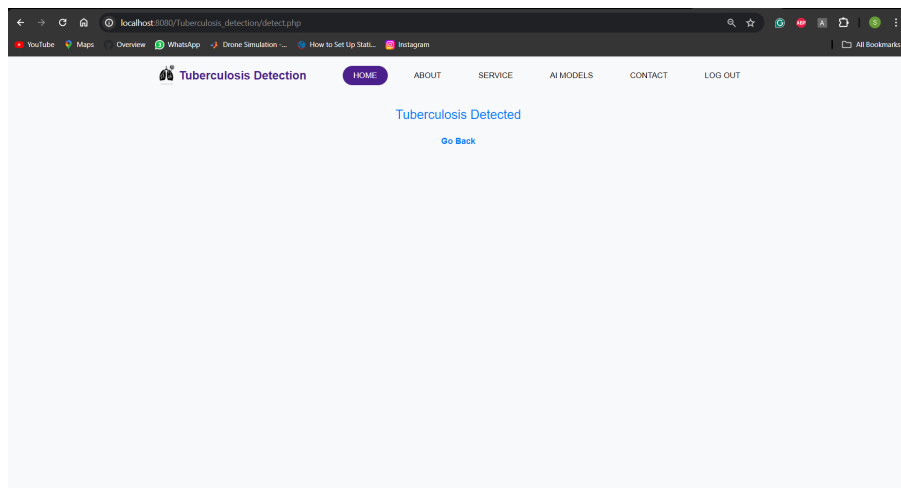 localhost:8080/Tuberculosis_detection/detect.php
YouTube Maps Overview WhatsApp Drone Simulation -... How to Set Up Stati... Instagram All Bookmarks
Tuberculosis Detection HOME ABOUT SERVICE AI MODELS CONTACT LOG OUT
Tuberculosis Detected
Go Back